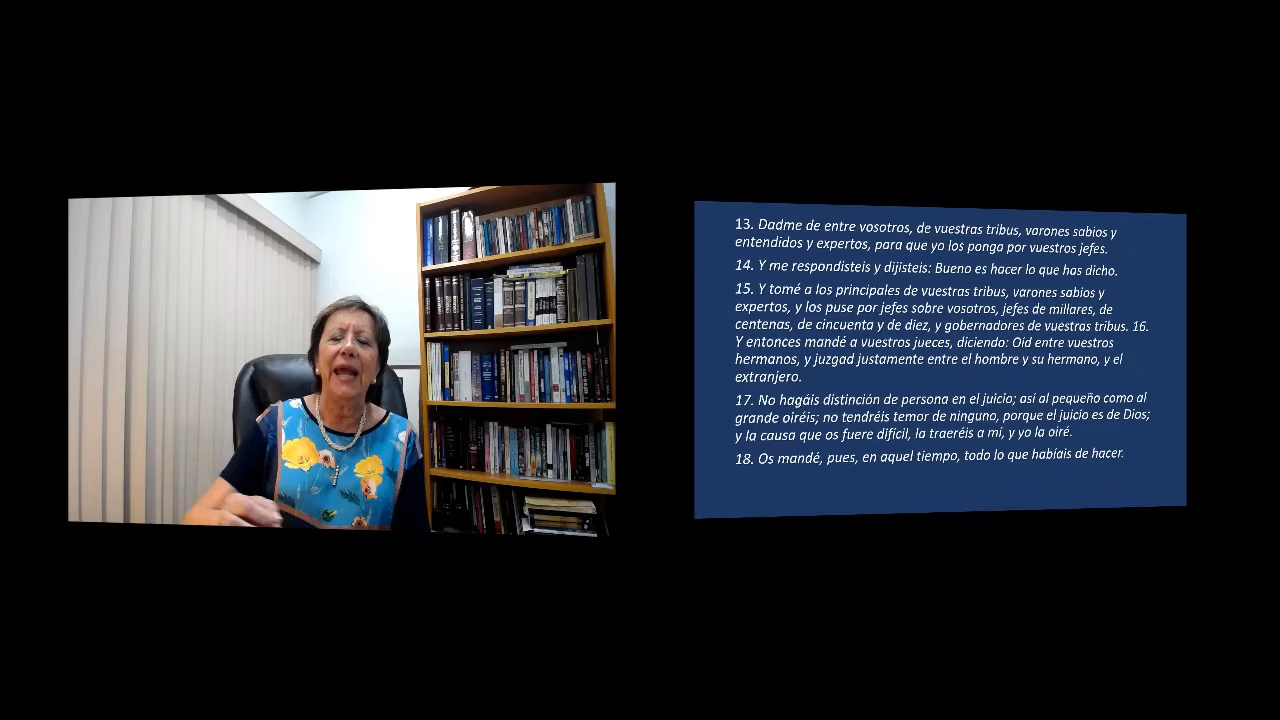 13. Dadme de entre vosotros, de vuestras tribus, varones sabios y
entendidos y expertos, para que yo los ponga por vuestros jefes.
14. Y me respondisteis y dijisteis: Bueno es hacer lo que has dicho.
15. Y tomé a los principales de vuestras tribus, varones sabios y
expertos, y los puse por jefes sobre vosotros, jefes de millares, de
centenas, de cincuenta y de diez, y gobernadores de vuestras tribus. 16.
Y entonces mandé a vuestros jueces, diciendo: Oíd entre vuestros
hermanos, y juzgad justamente entre el hombre y su hermano, y el
extranjero.
17. No hagáis distinción de persona en el juicio; así al pequeño como al
grande oiréis; no tendréis temor de ninguno, porque el juicio es de Dios;
y la causa que os fuere difícil, la traeréis a mí, y yo la oiré.
18. Os mandé, pues, en aquel tiempo, todo lo que habíais de hacer.